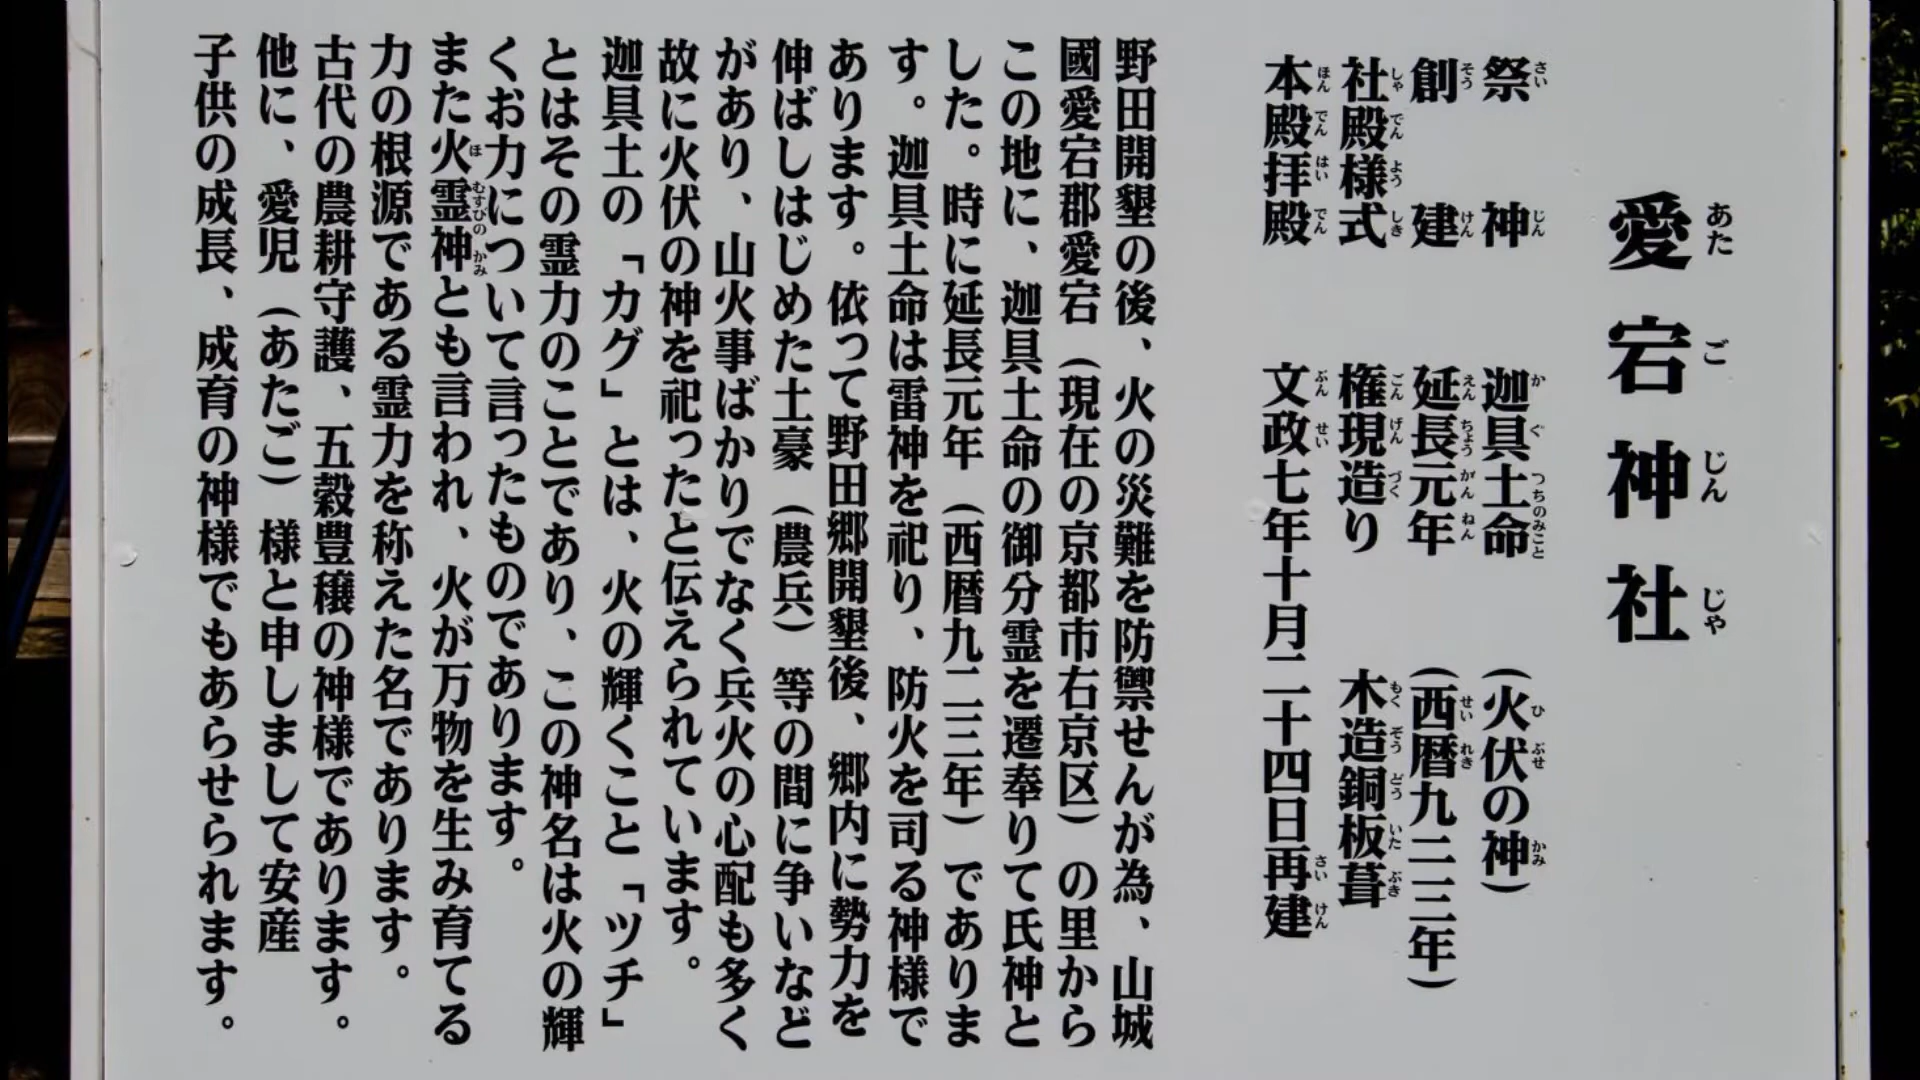 愛宕神社
祭神 迦具土命 (火伏の神)
創建 延長元年 (西暦九二三年)
社殿様式 権現造り 木造銅板葺
本殿拝殿 文政七年十月二十四日再建
野田開墾の後、火の災難を防禦せんが為、山城
國愛宕郡愛宕(現在の京都市右京区)の里から
この地に、迦具土命の御分霊を遷奉りて氏神と
した。時に延長元年(西暦九二三年)でありま
す。迦具土命は雷神を祀り、防火を司る神様で
あります。依って野田郷開墾後、郷内に勢力を
伸ばしはじめた土豪(農兵)等の間に争いなど
があり、山火事ばかりでなく兵火の心配も多く
故に火伏の神を祀ったと伝えられています。
迦具土の「カグ」とは、火の輝くこと「ツチ」
とはその霊力のことであり、この神名は火の輝
くお力について言ったものであります。
また火霊神とも言われ、火が万物を生み育てる
力の根源である霊力を称えた名であります。
古代の農耕守護、五穀豊穣の神様であります。
他に、愛児(あたご)様と申しまして安産
子供の成長、成育の神様でもあらせられます。